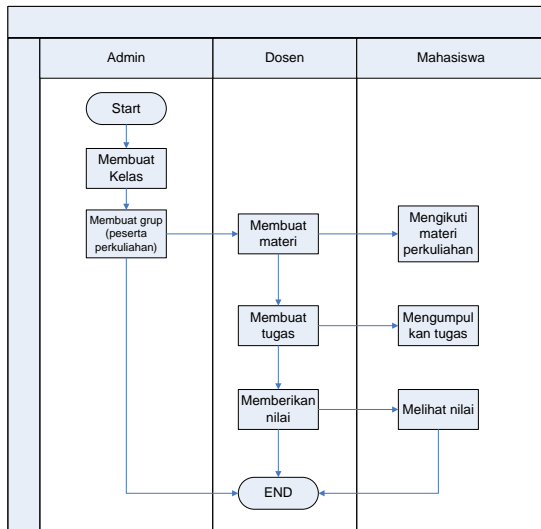 Admin
Dosen
Mahasiswa
Start
Membuat
Kelas
Membuat grup
(peserta
perkuliahan)
Membuat
materi
Mengikuti
materi
perkuliahan
Membuat
tugas
Mengumpul
kan tugas
Memberikan
nilai
Melihat nilai
END